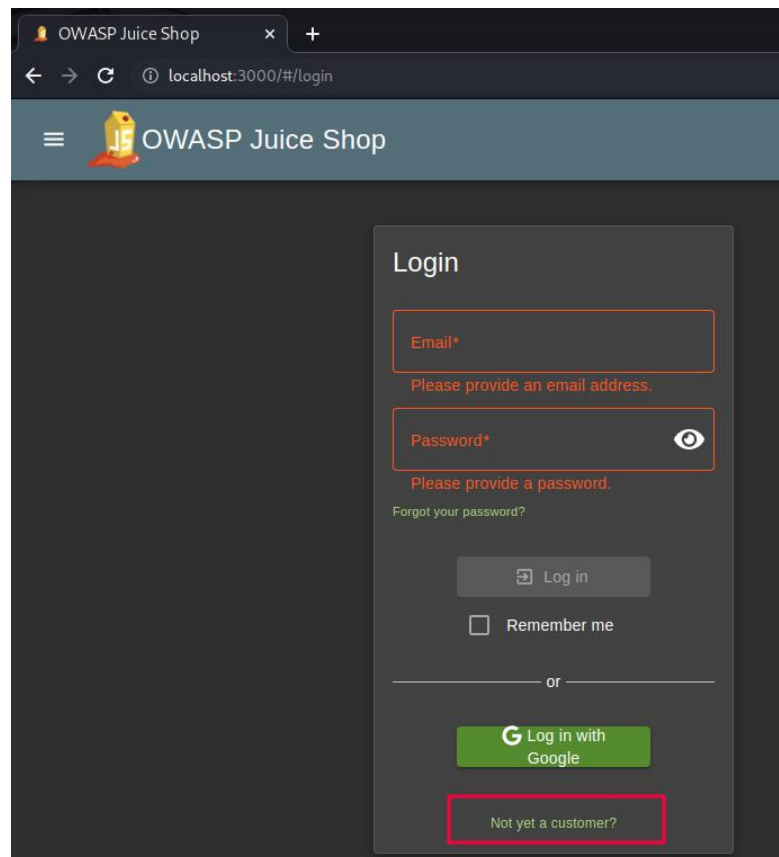 OWASP Juice Shop
localhost:3000/#/login
OWASP Juice Shop
Login
Email*
Please provide an email address.
Password*
Please provide a password.
Forgot your password?
Log in
Remember me
or
G Log in with
Google
Not yet a customer?